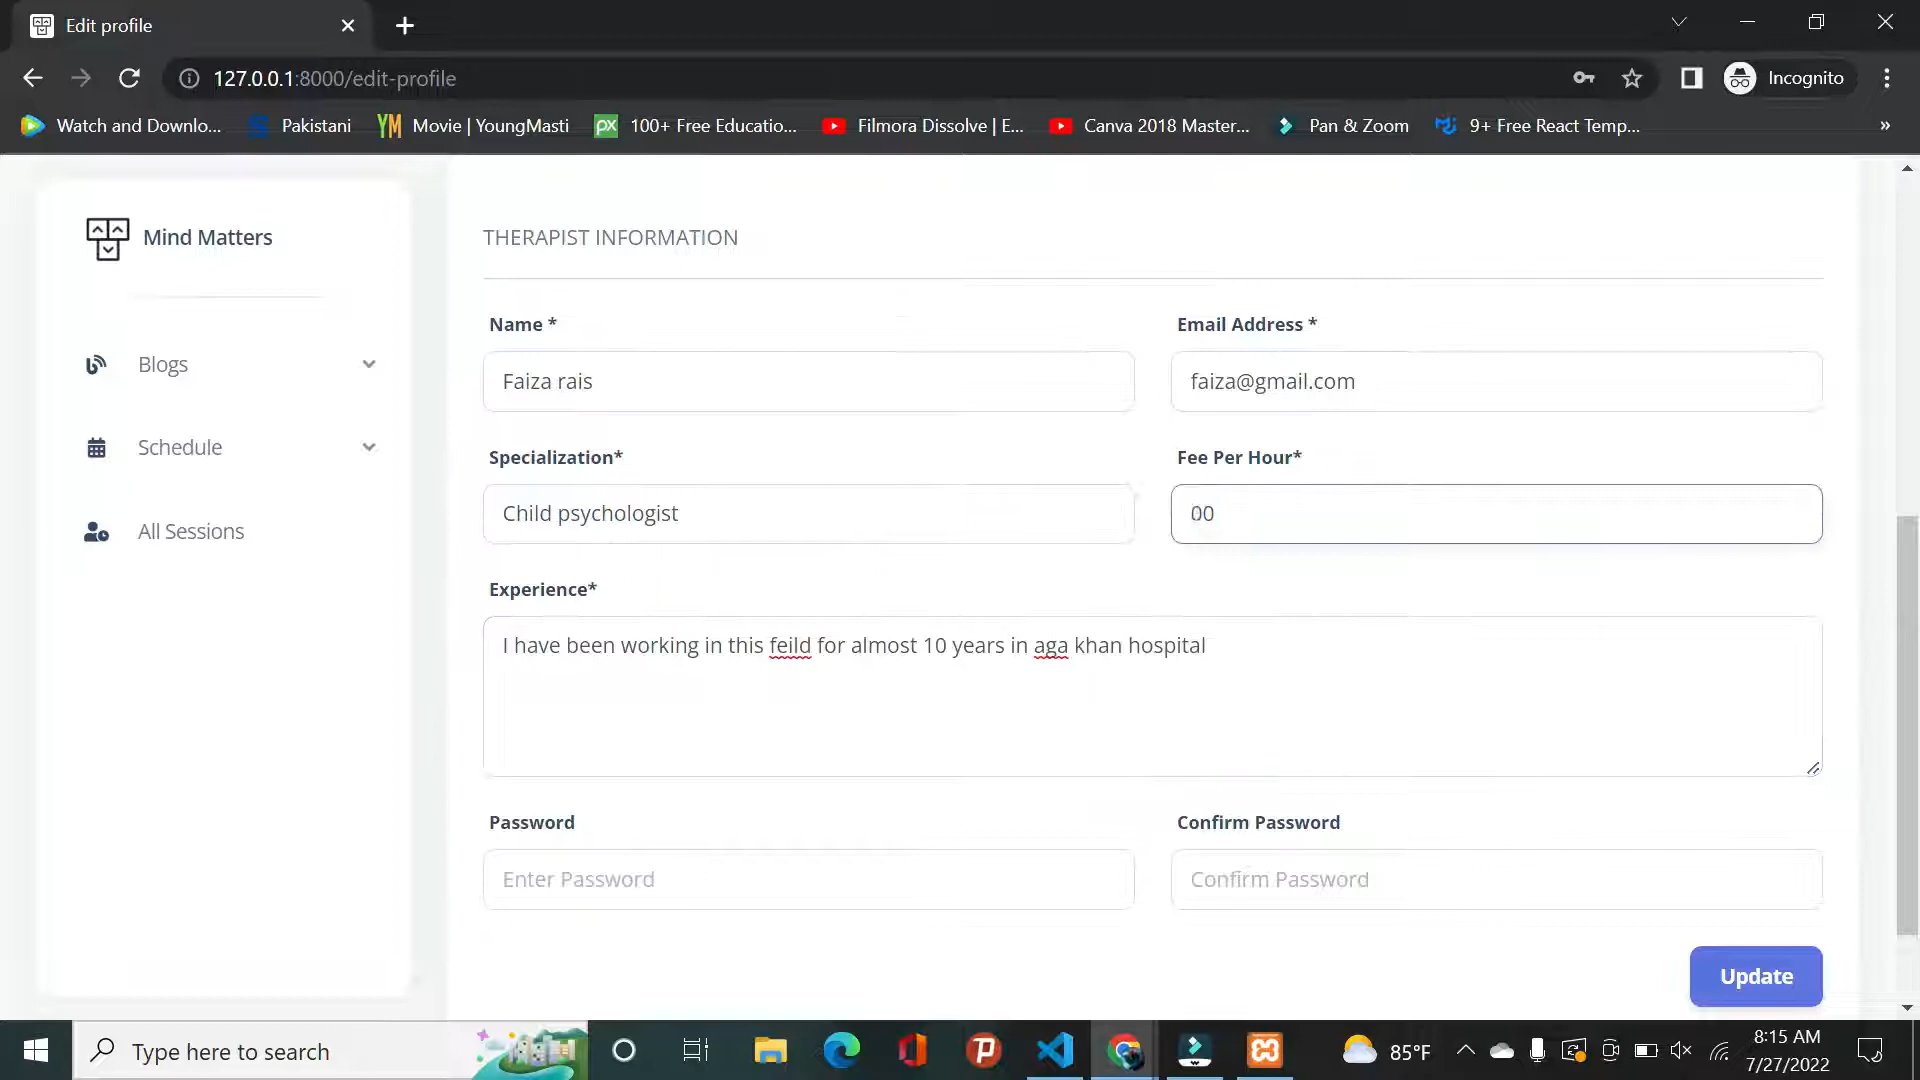 Edit profile
127.0.0.1:8000/edit-profile
Incognito
Watch and Downlo...
Pakistani
YM Movie | YoungMasti
px 100+ Free Educatio...
Filmora Dissolve | E...
Canva 2018 Master...
Pan & Zoom
9+ Free React Temp...
»
Mind Matters
Blogs
Schedule
All Sessions
THERAPIST INFORMATION
Name *
Email Address *
Faiza rais
faiza@gmail.com
Specialization*
Fee Per Hour*
Child psychologist
00
Experience*
I have been working in this feild for almost 10 years in aga khan hospital
Password
Confirm Password
Enter Password
Confirm Password
Update
Type here to search
85°F
8:15 AM
7/27/2022